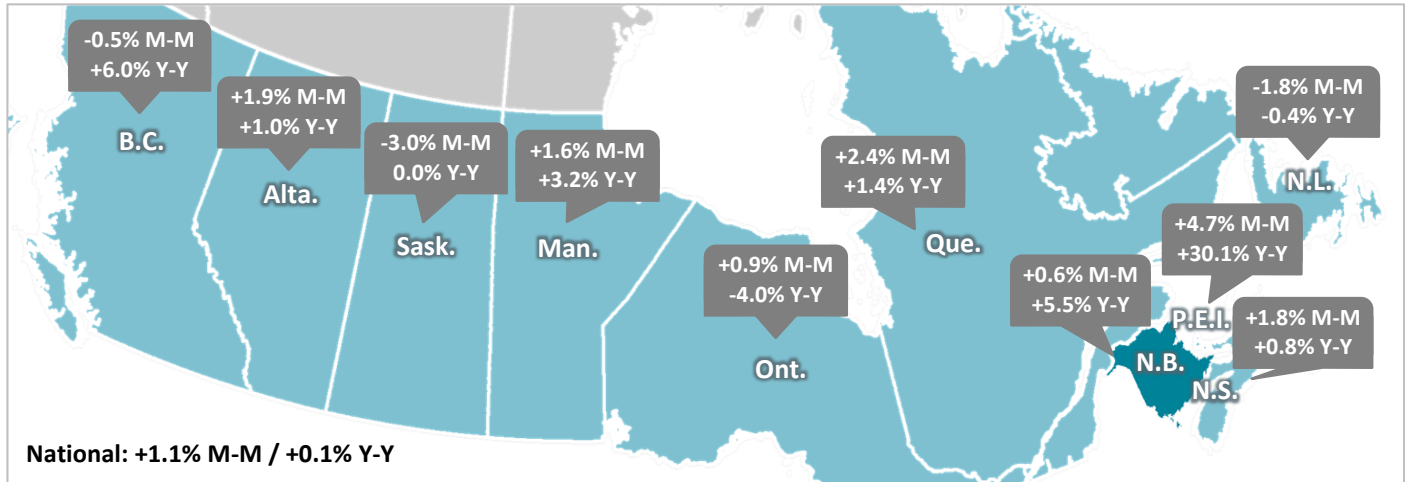 -0.5% M-M
+6.0% Y-Y
B.C.
+1.9% M-M
+1.0% Y-Y
Alta.
-3.0% M-M
0.0% Y-Y
Sask.
+1.6% M-M
+3.2% Y-Y
Man.
+0.9% M-M
-4.0% Y-Y
Ont.
+2.4% M-M
+1.4% Y-Y
Que.
-1.8% M-M
-0.4% Y-Y
N.L.
+4.7% M-M
+30.1% Y-Y
P.E.I.
+0.6% M-M
+5.5% Y-Y
N.B.
+1.8% M-M
+0.8% Y-Y
N.S.
National: +1.1% M-M / +0.1% Y-Y